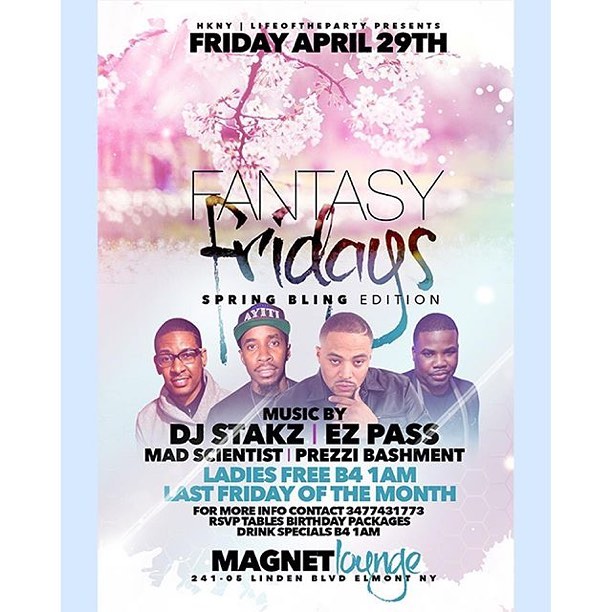 HKNY | LIFEOFTHEPARTY PRESENTS
FRIDAY APRIL 29TH
FANTASY
fridays
SPRING BLING EDITION
AYITI
MUSIC BY
DJ STAKZ | EZ PASS
MAD SCIENTIST | PREZZI BASHMENT
LADIES FREE B4 1AM
LAST FRIDAY OF THE MONTH
FOR MORE INFO CONTACT 3477431773
RSVP TABLES BIRTHDAY PACKAGES
DRINK SPECIALS B4 1AM
MAGNET lounge
241-05 LINDEN BLVD ELMONT NY